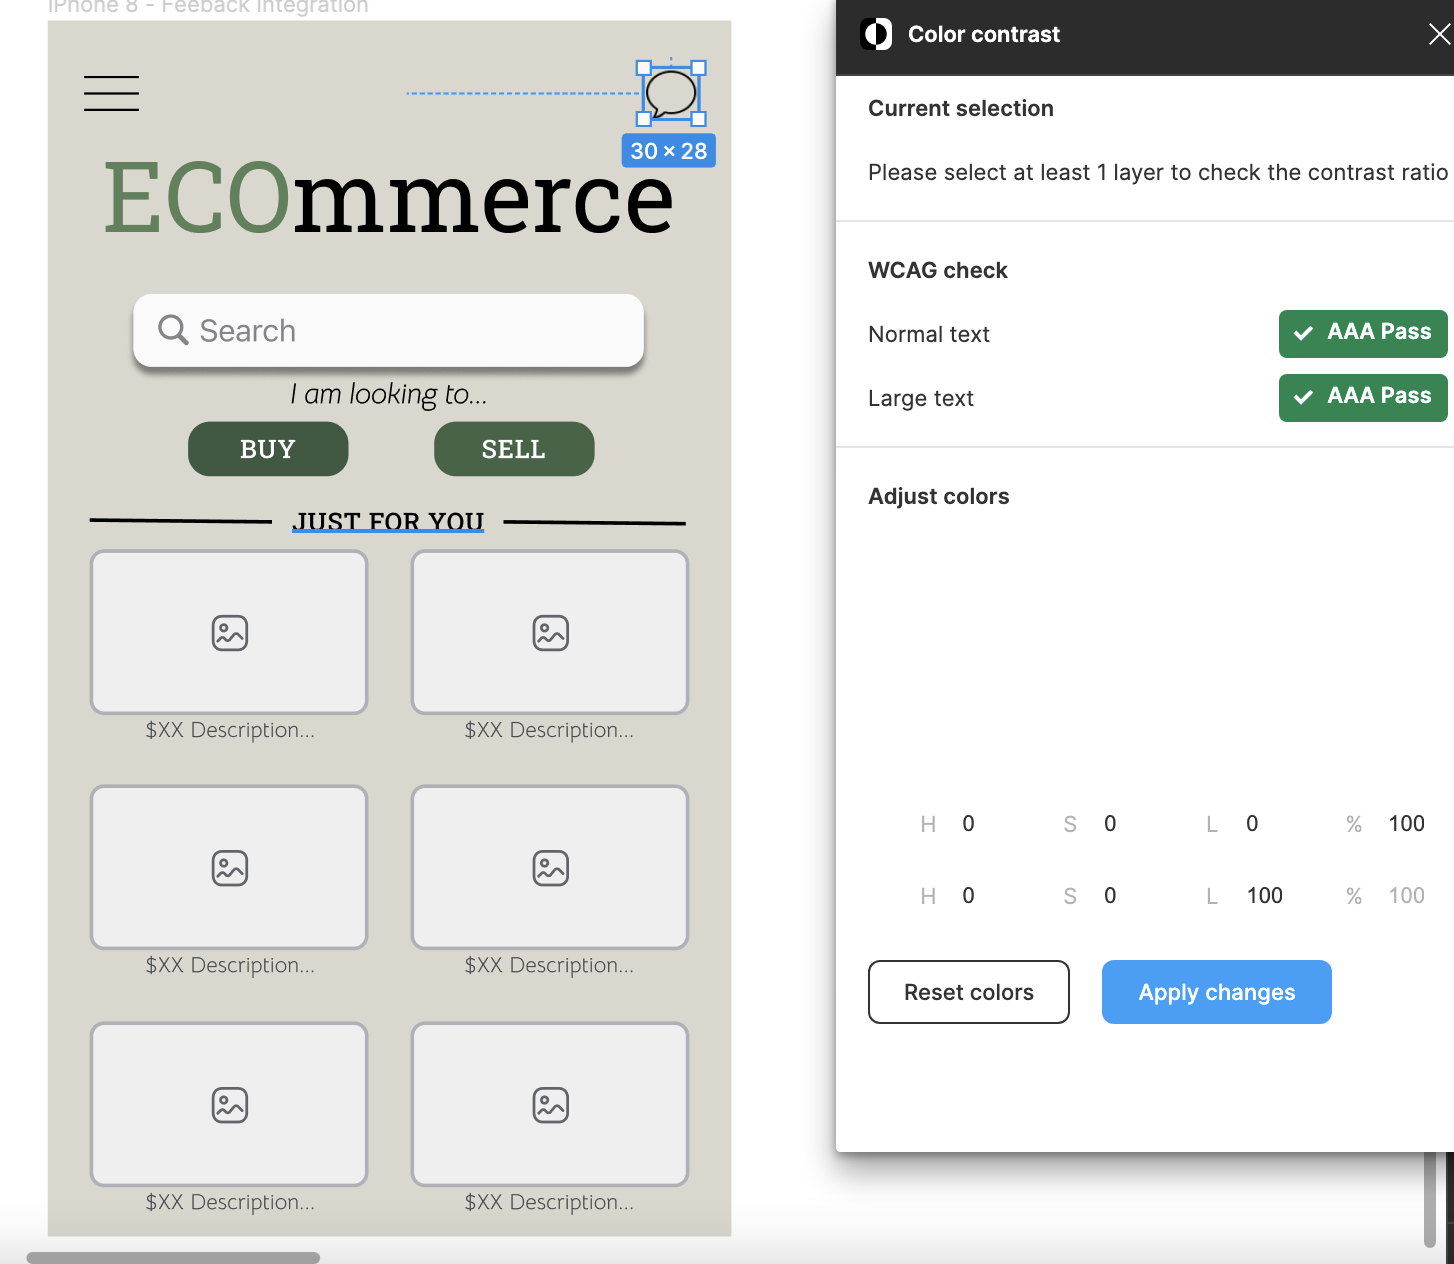 iPhone 8 - Feeback Integration
30 × 28
ECOmmerce
Search
I am looking to...
BUY
SELL
JUST FOR YOU
$XX Description...
$XX Description...
$XX Description...
$XX Description...
$XX Description...
$XX Description...
Color contrast
Current selection
Please select at least 1 layer to check the contrast ratio
WCAG check
Normal text
AAA Pass
Large text
AAA Pass
Adjust colors
H 0 S 0 L 0 % 100
H 0 S 0 L 100 % 100
Reset colors
Apply changes